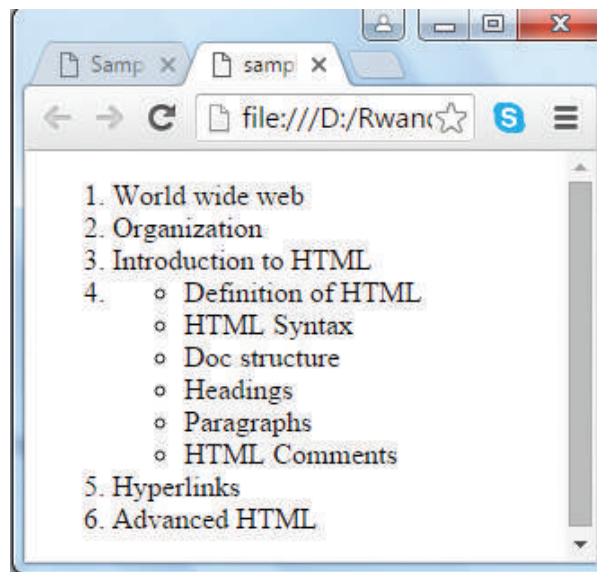 Samp
samp
file:///D:/Rwan
1. World wide web
2. Organization
3. Introduction to HTML
4. ◦ Definition of HTML
◦ HTML Syntax
◦ Doc structure
◦ Headings
◦ Paragraphs
◦ HTML Comments
5. Hyperlinks
6. Advanced HTML